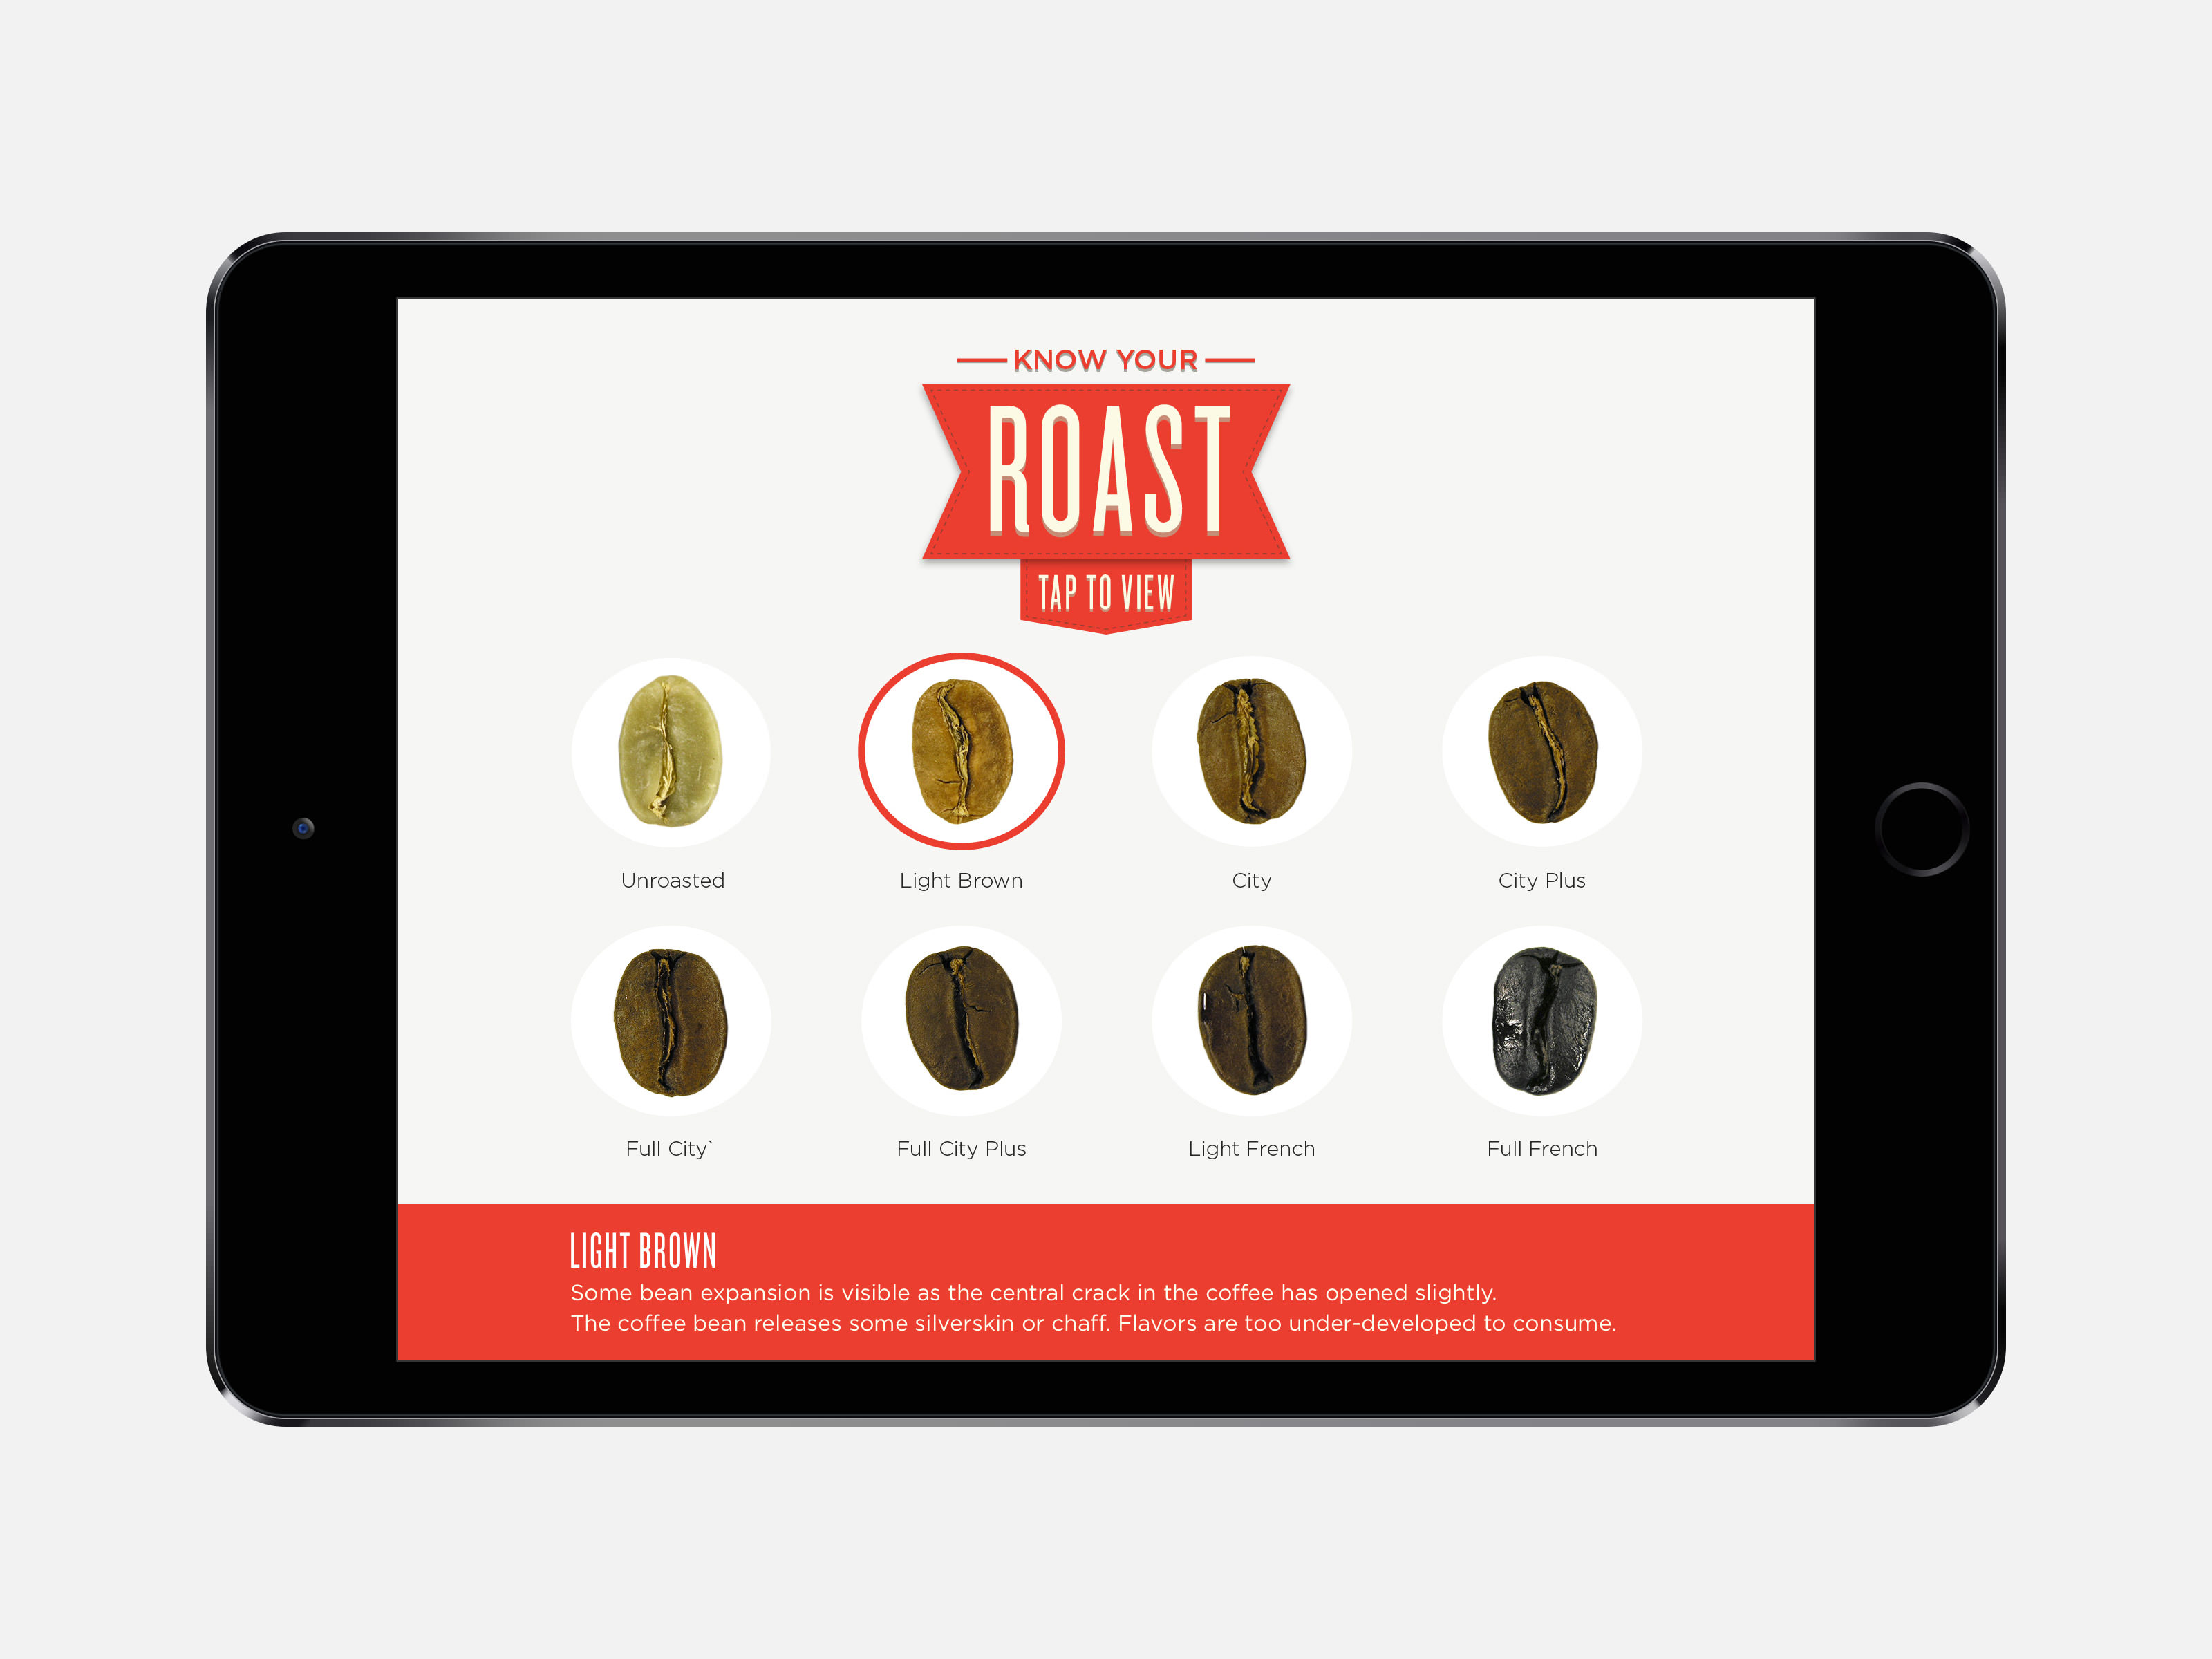 KNOW YOUR
ROAST
TAP TO VIEW
Unroasted
Light Brown
City
City Plus
Full City`
Full City Plus
Light French
Full French
LIGHT BROWN
Some bean expansion is visible as the central crack in the coffee has opened slightly.
The coffee bean releases some silverskin or chaff. Flavors are too under-developed to consume.